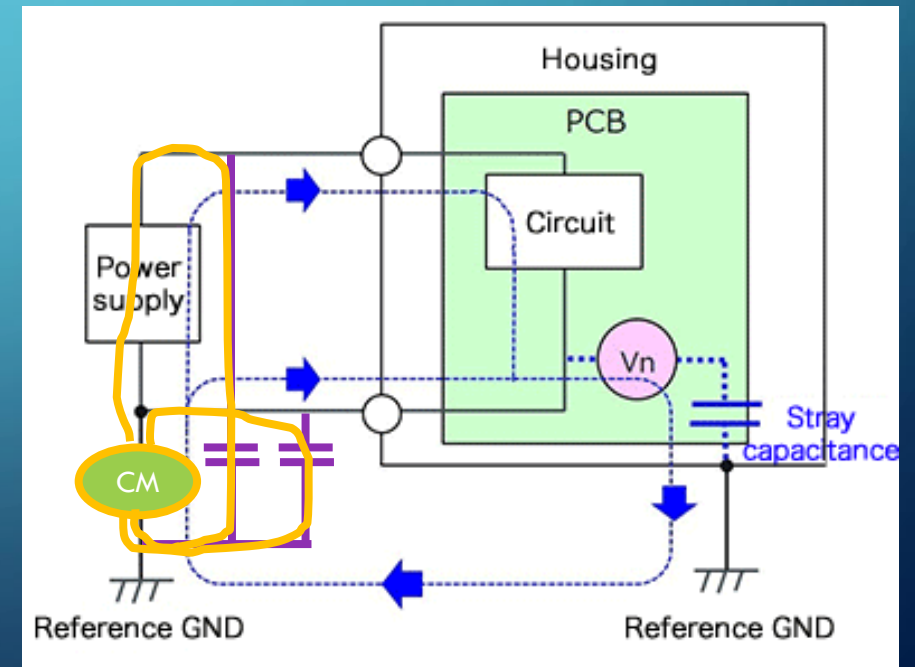 Housing
PCB
Circuit
Power
supply
Vn
Stray
capacitance
CM
Reference GND
Reference GND